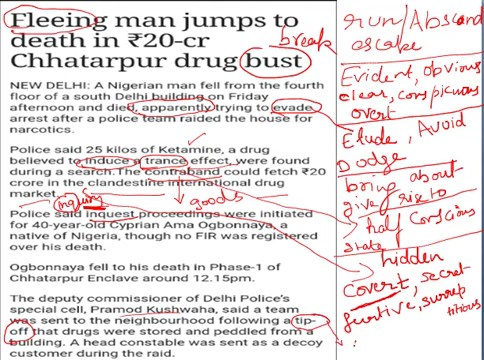 Fleeing man jumps to
death in ₹20-cr
Chhatarpur drug bust
break
NEW DELHI: A Nigerian man fell from the fourth
floor of a south Delhi building on Friday
afternoon and died, apparently trying to evade
arrest after a police team raided the house for
narcotics.
Police said 25 kilos of Ketamine, a drug
believed to induce a trance effect, were found
during a search. The contraband could fetch ₹20
crore in the clandestine international drug
market.
goods
Police said inquest proceedings were initiated
for 40-year-old Cyprian Ama Ogbonnaya, a
native of Nigeria, though no FIR was registered
over his death.
Ogbonnaya fell to his death in Phase-1 of
Chhatarpur Enclave around 12.15pm.
The deputy commissioner of Delhi Police's
special cell, Pramod Kushwaha, said a team
was sent to the neighbourhood following a tip-
off that drugs were stored and peddled from a
building. A head constable was sent as a decoy
customer during the raid.
run/Abscond
escape
Evident, obvious
clear, conspicuous
overt
Elude, Avoid
Dodge
being about
give rise to
half conscious
state
hidden
covert, secret
furtive, surrep
titious